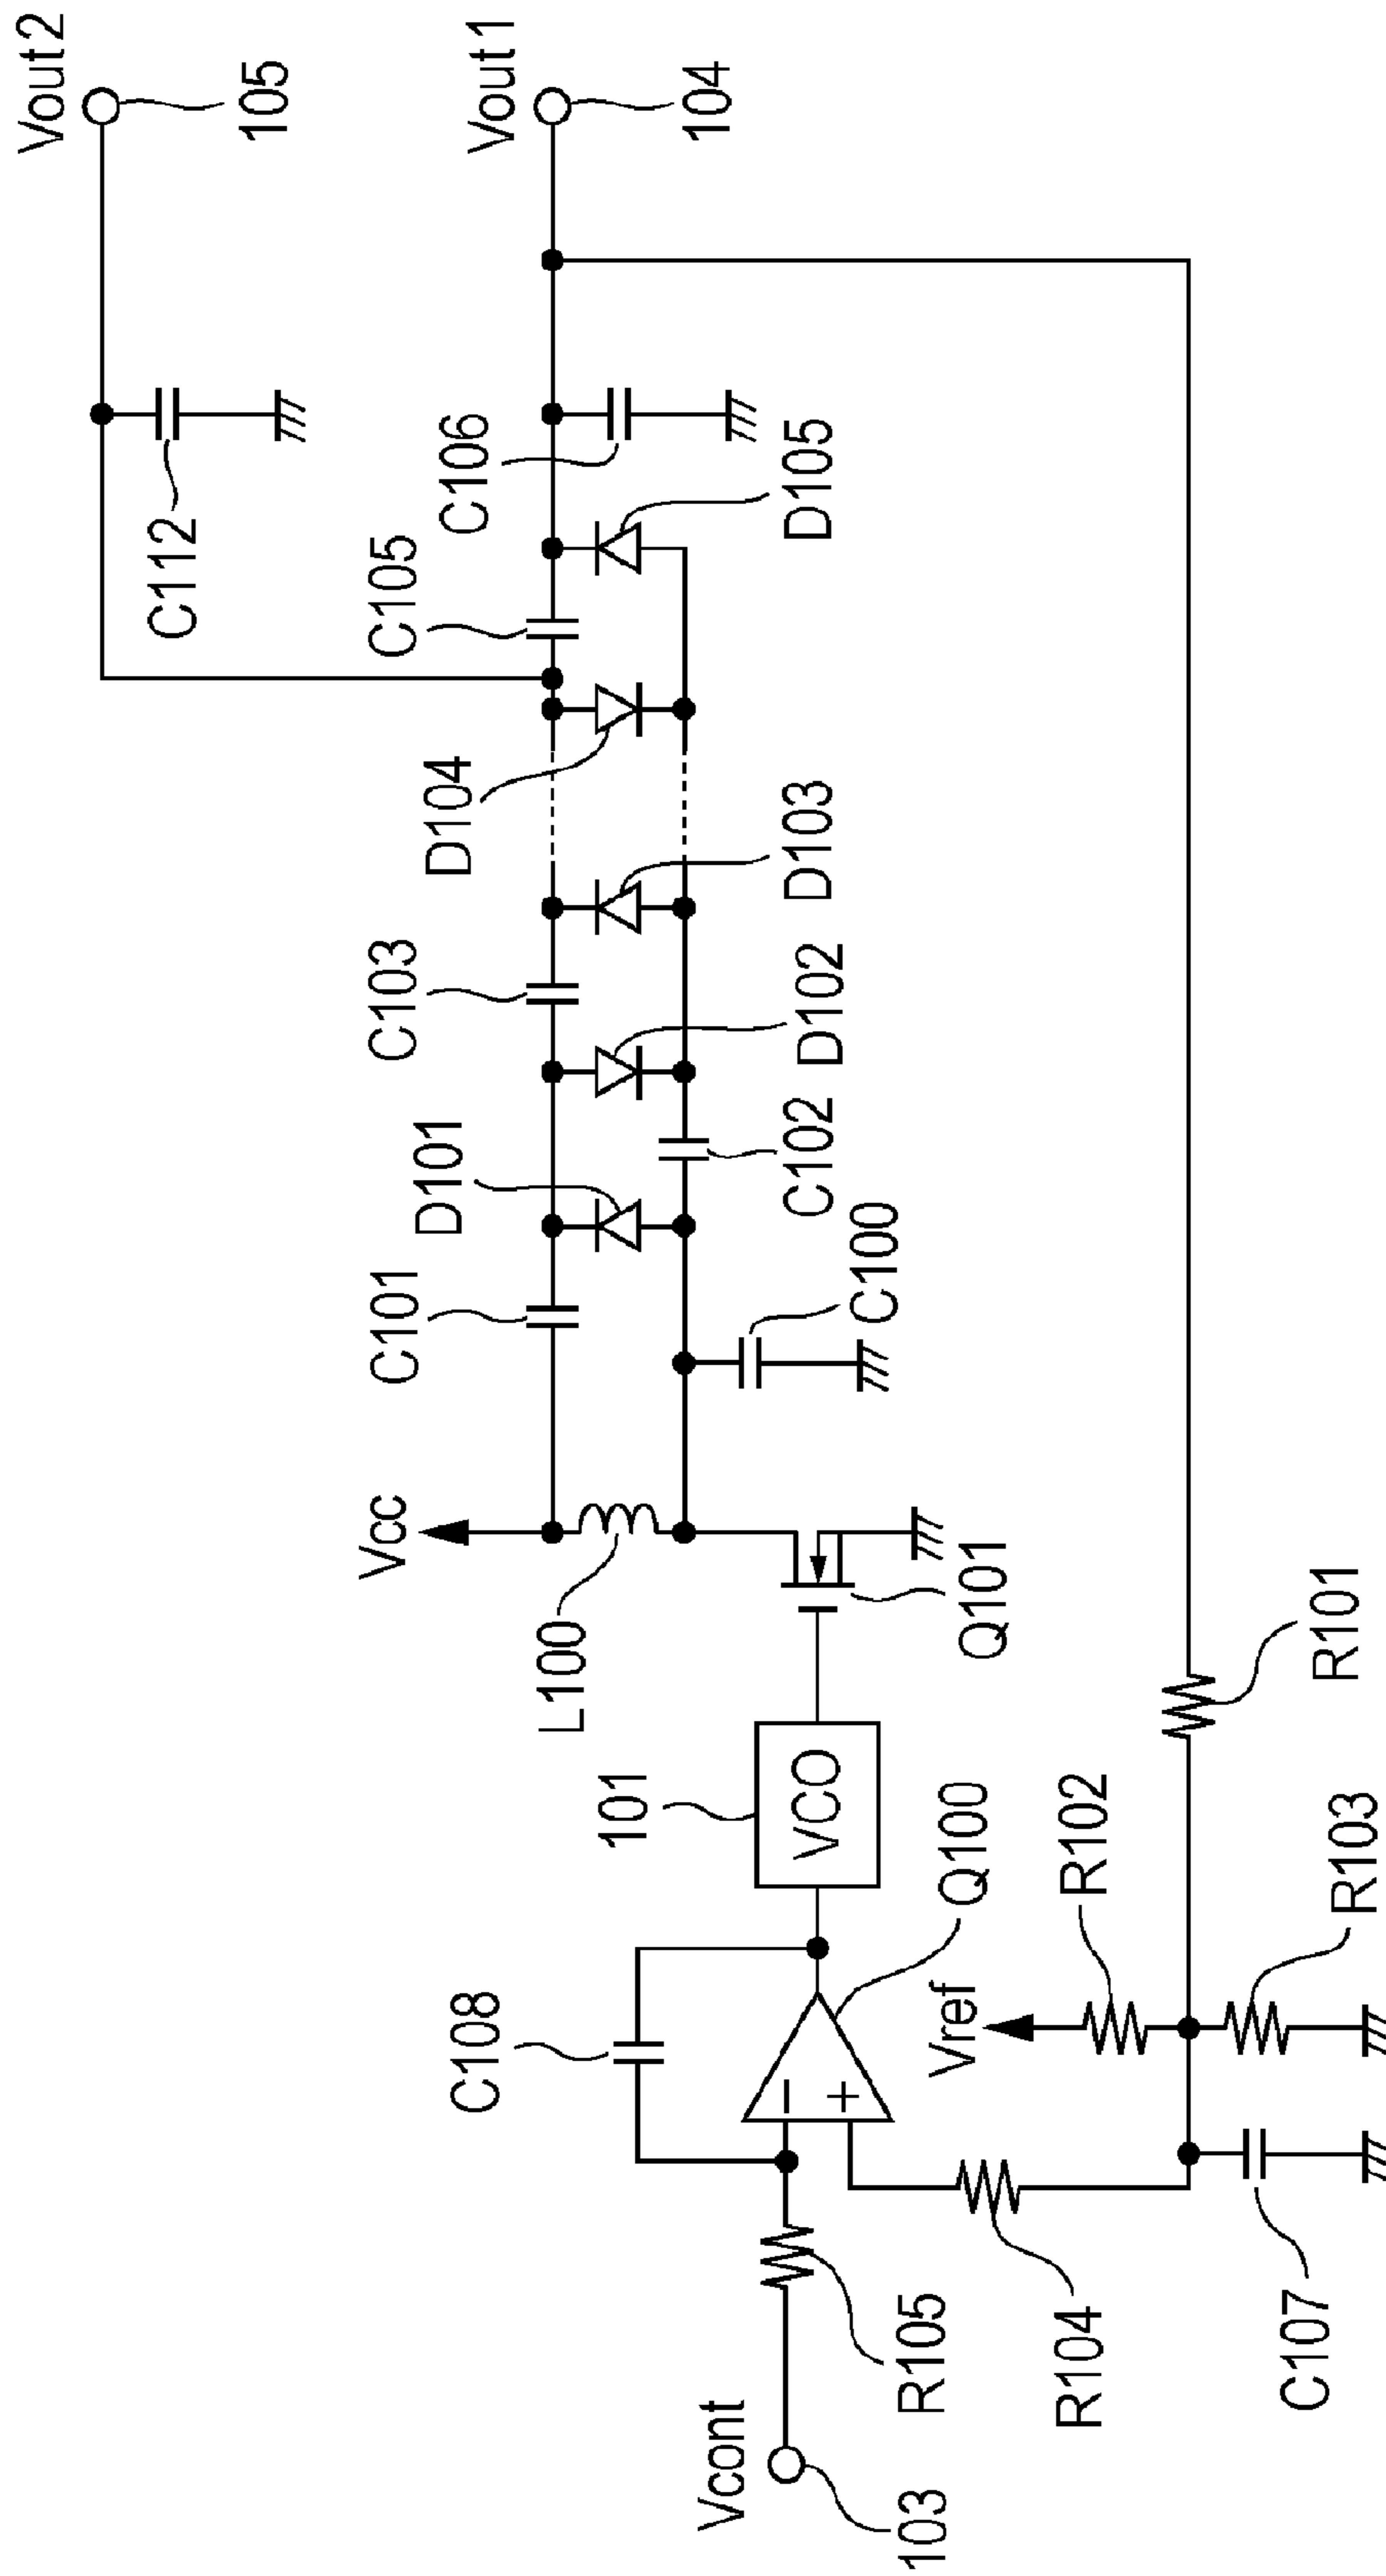 Vout2
105
Vout1
104
C112
C106
D105
C105
D104
D103
C103
D102
D101
C102
C101
C100
Vcc
L100
Q101
R101
101
VCO
Q100
R102
R103
C108
Vref
−
+
R105
R104
C107
Vcont
103